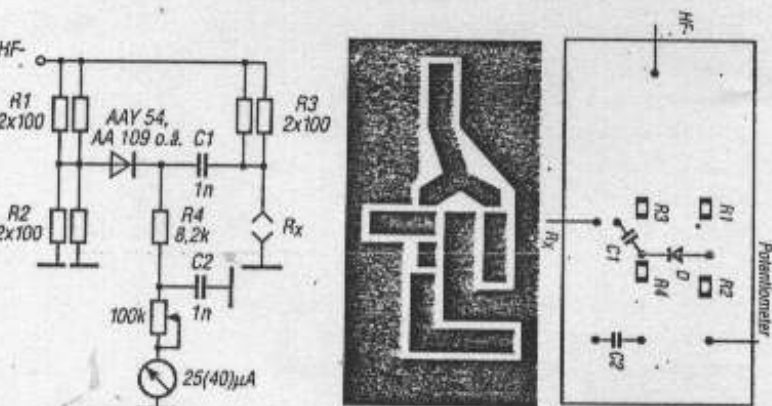 HF-
R1
2x100
AAY 54,
AA 109 o.ä.
C1
1n
R3
2x100
R2
2x100
R4
8,2k
C2
1n
Rx
100k
25(40)µA
HF-
Rx
R3
R1
C1
D
R4
R2
C2
Potentiometer